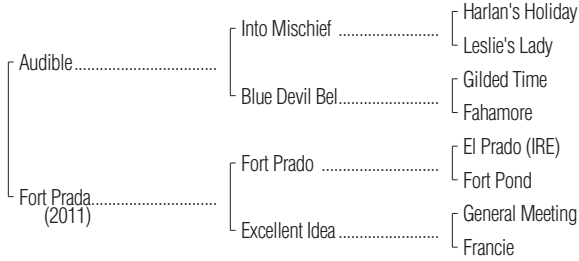 Harlan's Holiday
Into Mischief ........................
Leslie's Lady
Audible..................................
Gilded Time
Blue Devil Bel........................
Fahamore
El Prado (IRE)
Fort Prado ...........................
Fort Pond
Fort Prada..............................
(2011)
General Meeting
Excellent Idea ........................
Francie